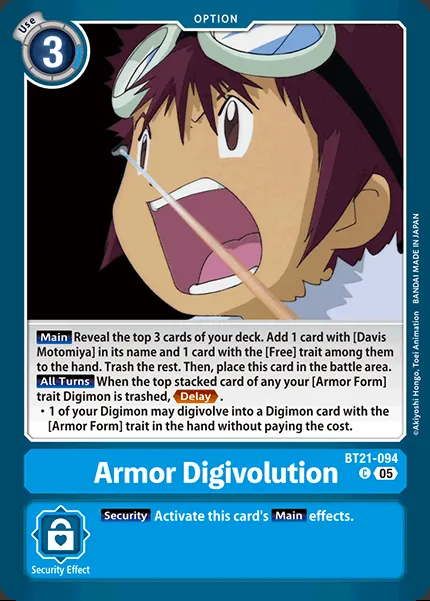 OPTION
Use
3
Main Reveal the top 3 cards of your deck. Add 1 card with [Davis
Motomiya] in its name and 1 card with the [Free] trait among them
to the hand. Trash the rest. Then, place this card in the battle area.
All Turns When the top stacked card of any your [Armor Form]
trait Digimon is trashed, Delay.
・1 of your Digimon may digivolve into a Digimon card with the
[Armor Form] trait in the hand without paying the cost.
©Akiyoshi Hongo, Toei Animation BANDAI MADE IN JAPAN
BT21-094
Armor Digivolution
C 05
Security Activate this card's Main effects.
Security Effect